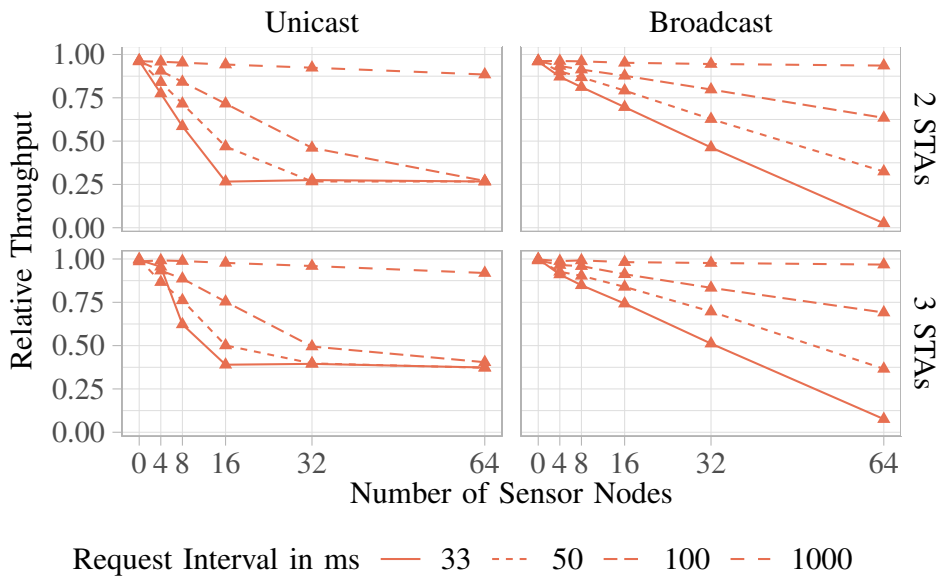 Unicast Broadcast
1.00
0.75
0.50
0.25
0.00
2 STAs
Relative Throughput
1.00
0.75
0.50
0.25
0.00
3 STAs
0 4 8 16 32 64 0 4 8 16 32 64
Number of Sensor Nodes
Request Interval in ms 33 50 100 1000